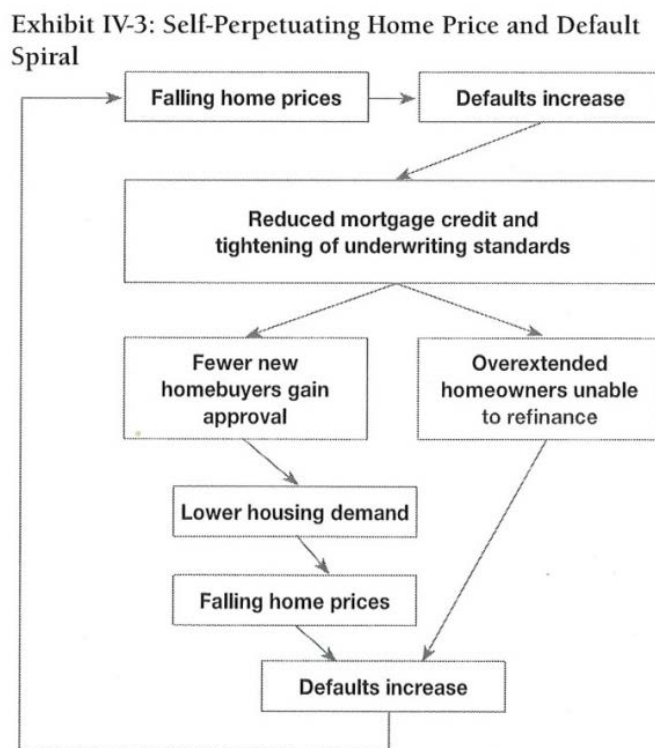 Exhibit IV-3: Self-Perpetuating Home Price and Default
Spiral
Falling home prices
Defaults increase
Reduced mortgage credit and
tightening of underwriting standards
Fewer new
homebuyers gain
approval
Overextended
homeowners unable
to refinance
Lower housing demand
Falling home prices
Defaults increase